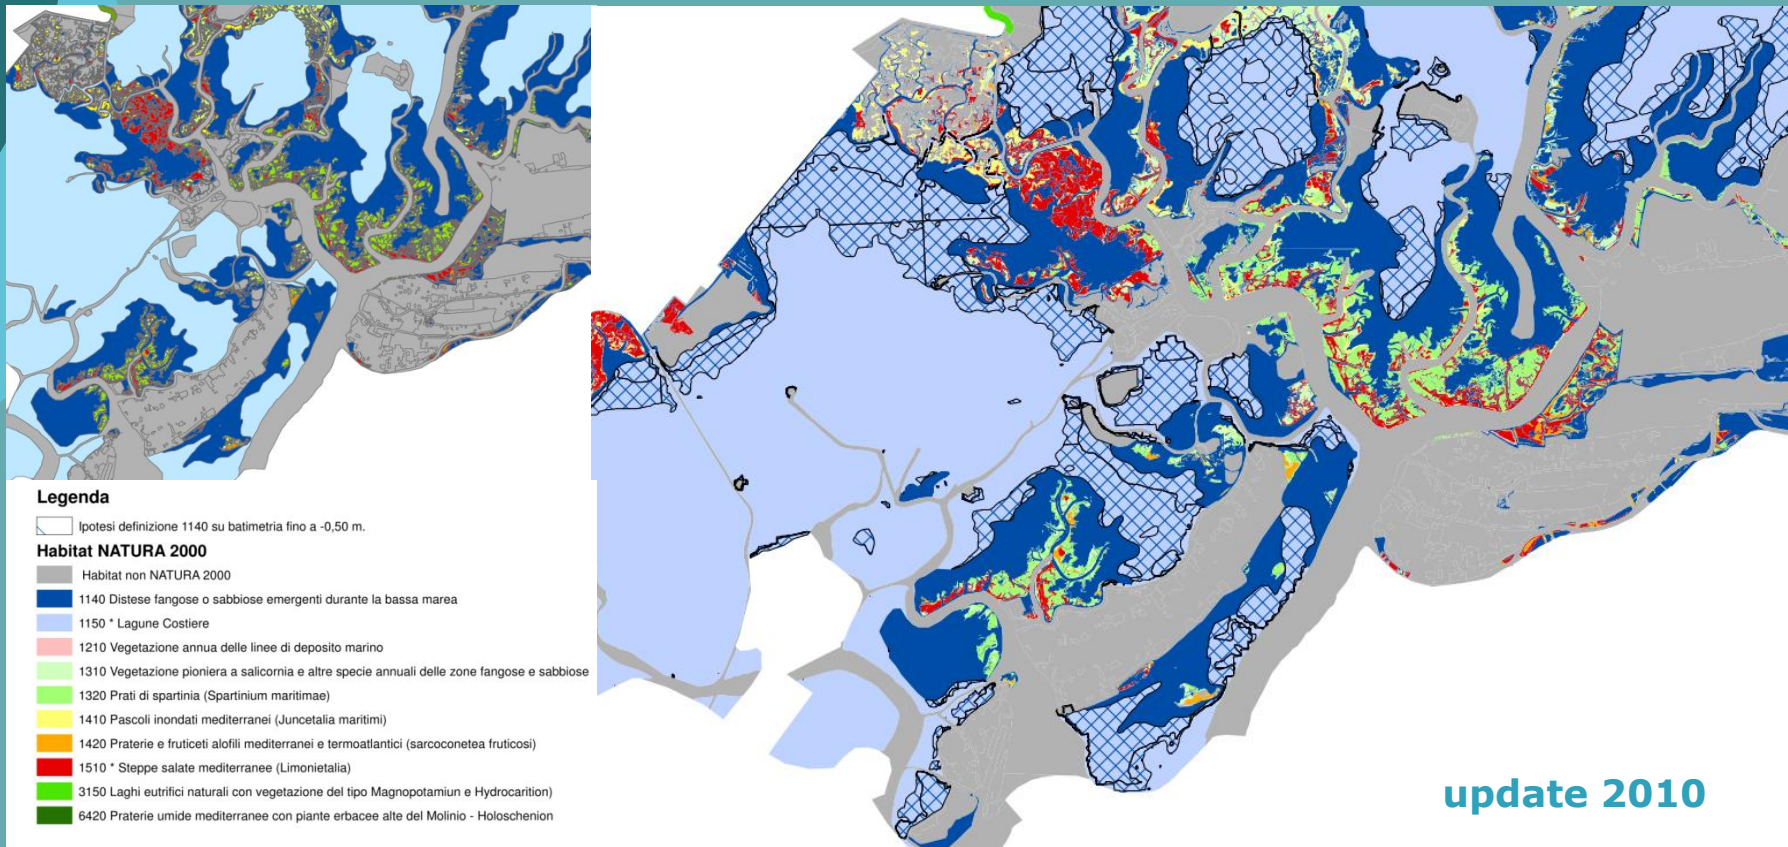 Legenda
Ipotesi definizione 1140 su batimetria fino a -0,50 m.
Habitat NATURA 2000
Habitat non NATURA 2000
1140 Distese fangose o sabbiose emergenti durante la bassa marea
1150 * Lagune Costiere
1210 Vegetazione annua delle linee di deposito marino
1310 Vegetazione pioniera a salicornia e altre specie annuali delle zone fangose e sabbiose
1320 Prati di spartina (Spartinium maritimae)
1410 Pascoli inondati mediterranei (Juncetalia maritimi)
1420 Praterie e fruticeti alofili mediterranei e termoatlantici (sarcoconetea fruticosi)
1510 * Steppe salate mediterranee (Limonietalia)
3150 Laghi eutrifici naturali con vegetazione del tipo Magnopotamiun e Hydrocarition)
6420 Praterie umide mediterranee con piante erbacee alte del Molinio - Holoschenion
update 2010